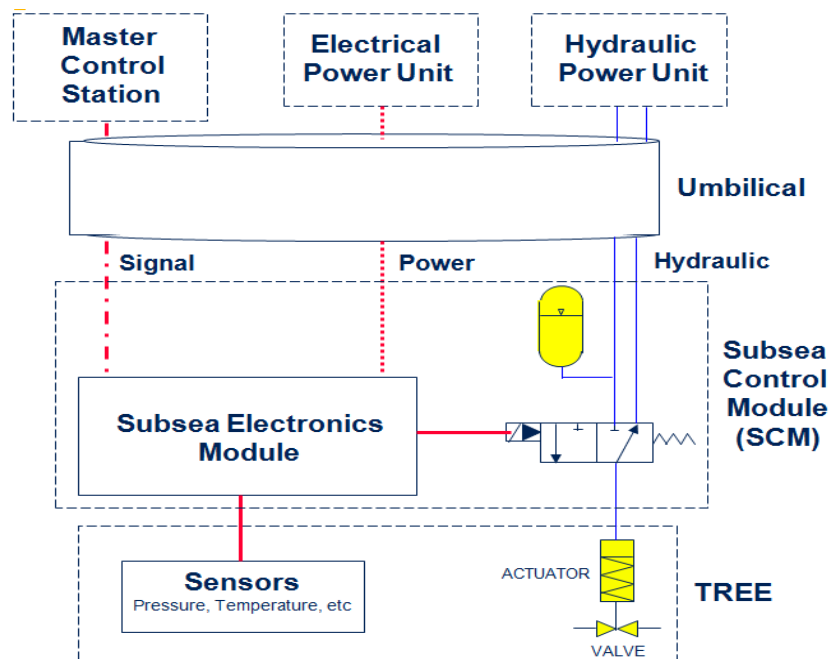 Master
Control
Station
Electrical
Power Unit
Hydraulic
Power Unit
Umbilical
Signal
Power
Hydraulic
Subsea
Control
Module
(SCM)
Subsea Electronics
Module
Sensors
Pressure, Temperature, etc
ACTUATOR
TREE
VALVE